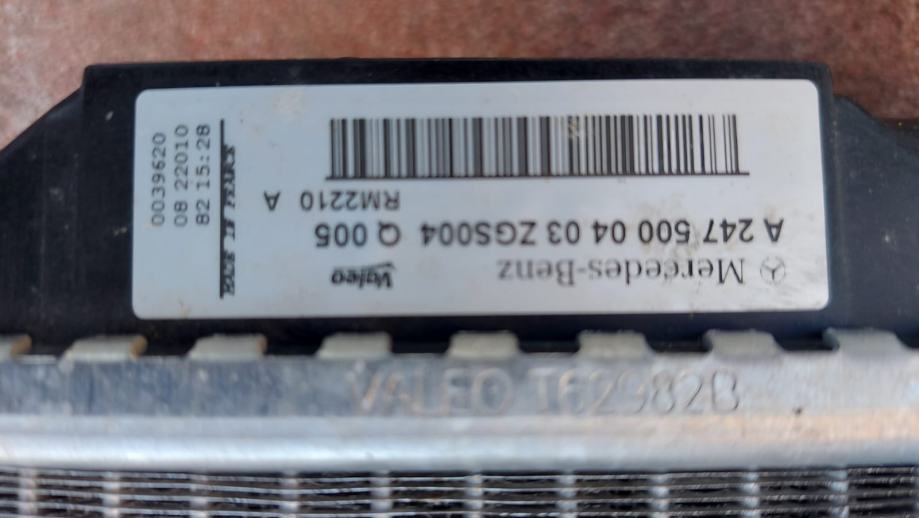 Mercedes-Benz
Valeo
A 247 500 04 03 ZGS004 Q 005
RM2210 A
0039620
08 22010
82 15:28
MADE IN FRANCE
VALEO T62982B